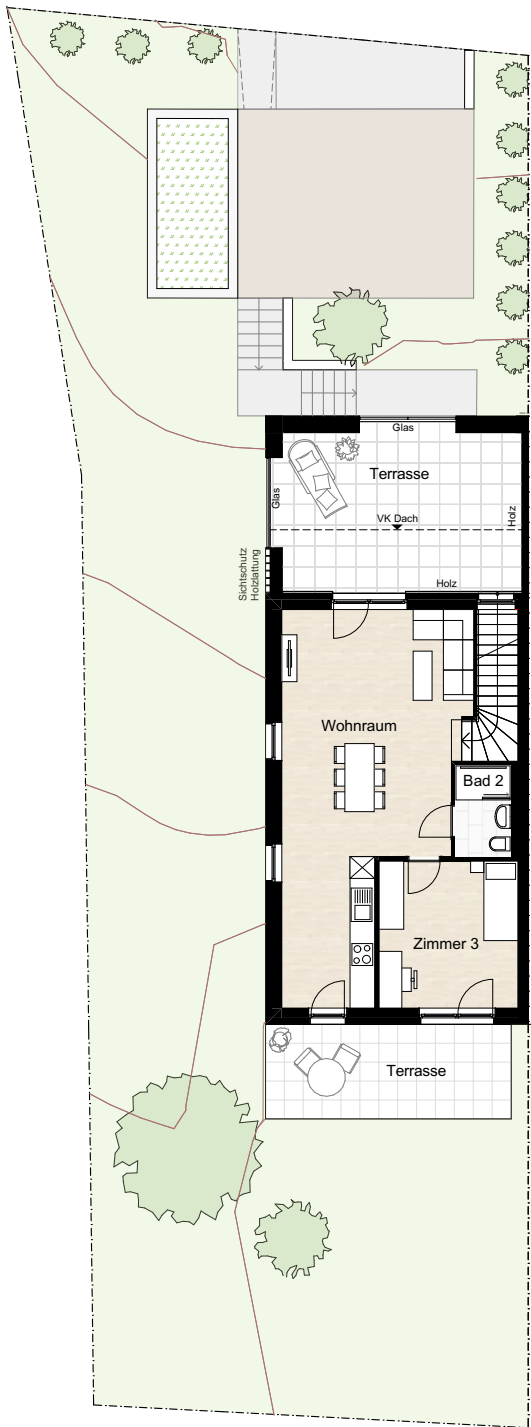 Glas
Terrasse
Glas
VK Dach
Holz
Sichtschutz
Holzlattung
Holz
Wohnraum
Bad 2
Zimmer 3
Terrasse